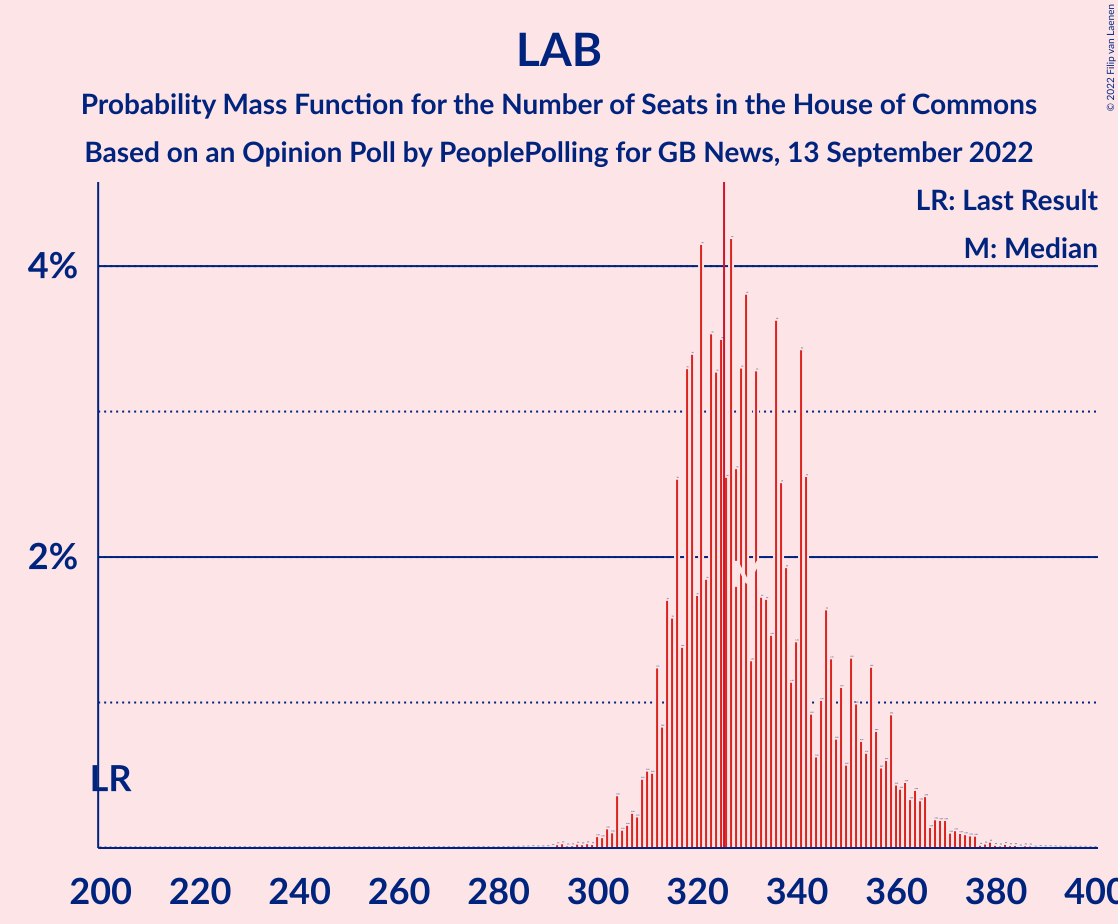 LAB
Probability Mass Function for the Number of Seats in the House of Commons
Based on an Opinion Poll by PeoplePolling for GB News, 13 September 2022
© 2022 Filip van Laenen
LR: Last Result
M: Median
4%
2%
LR
200 220 240 260 280 300 320 340 360 380 400